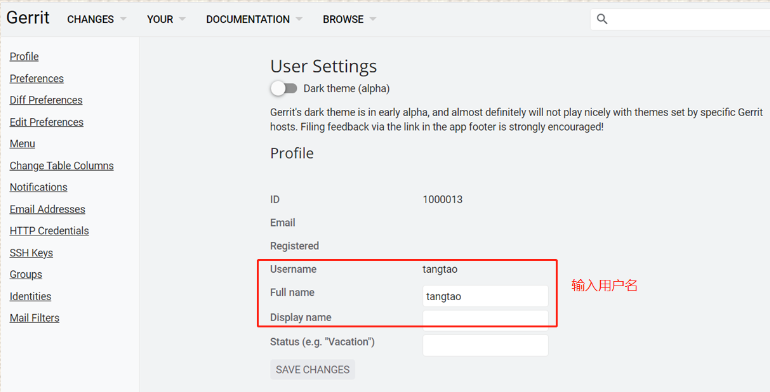 Gerrit CHANGES YOUR DOCUMENTATION BROWSE
Profile
Preferences
Diff Preferences
Edit Preferences
Menu
Change Table Columns
Notifications
Email Addresses
HTTP Credentials
SSH Keys
Groups
Identities
Mail Filters
User Settings
Dark theme (alpha)
Gerrit's dark theme is in early alpha, and almost definitely will not play nicely with themes set by specific Gerrit
hosts. Filing feedback via the link in the app footer is strongly encouraged!
Profile
ID 1000013
Email
Registered
Username tangtao
Full name tangtao
Display name
Status (e.g. "Vacation")
SAVE CHANGES
输入用户名